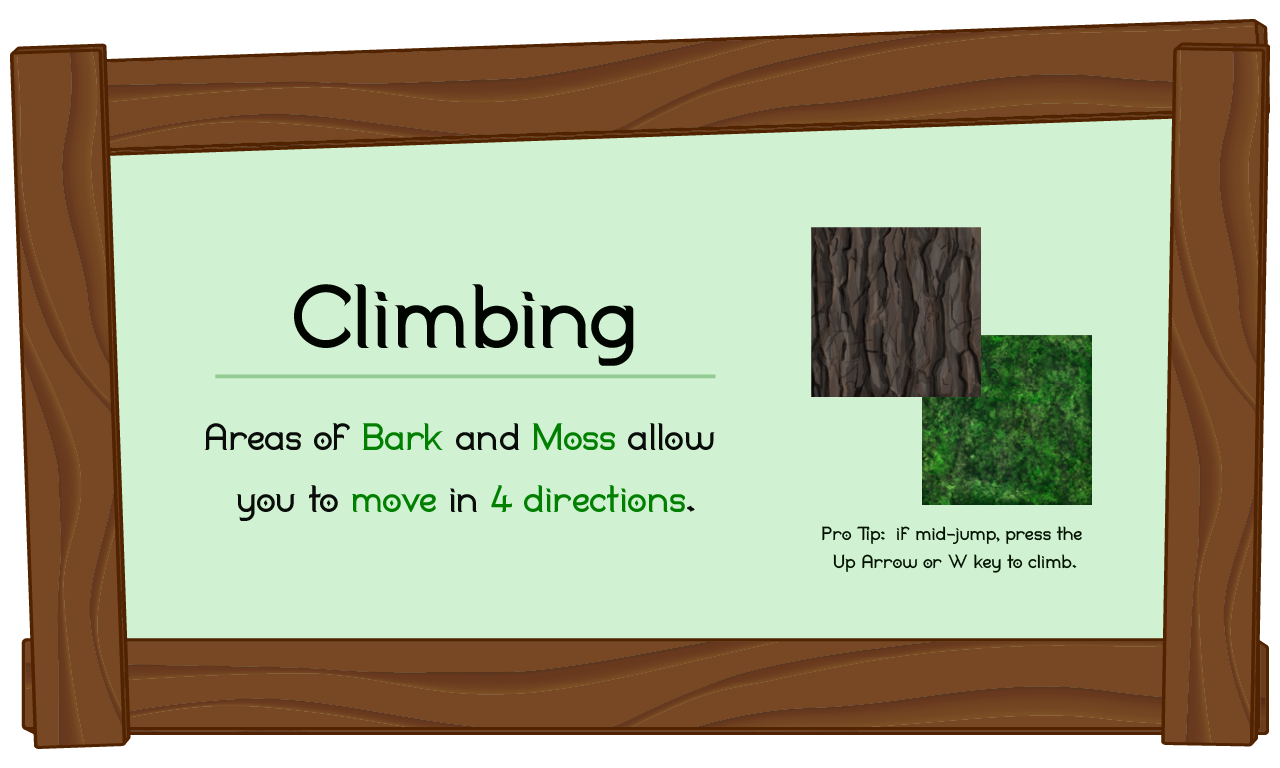 Climbing
Areas of Bark and Moss allow
you to move in 4 directions.
Pro Tip: if mid-jump, press the
Up Arrow or W key to climb.